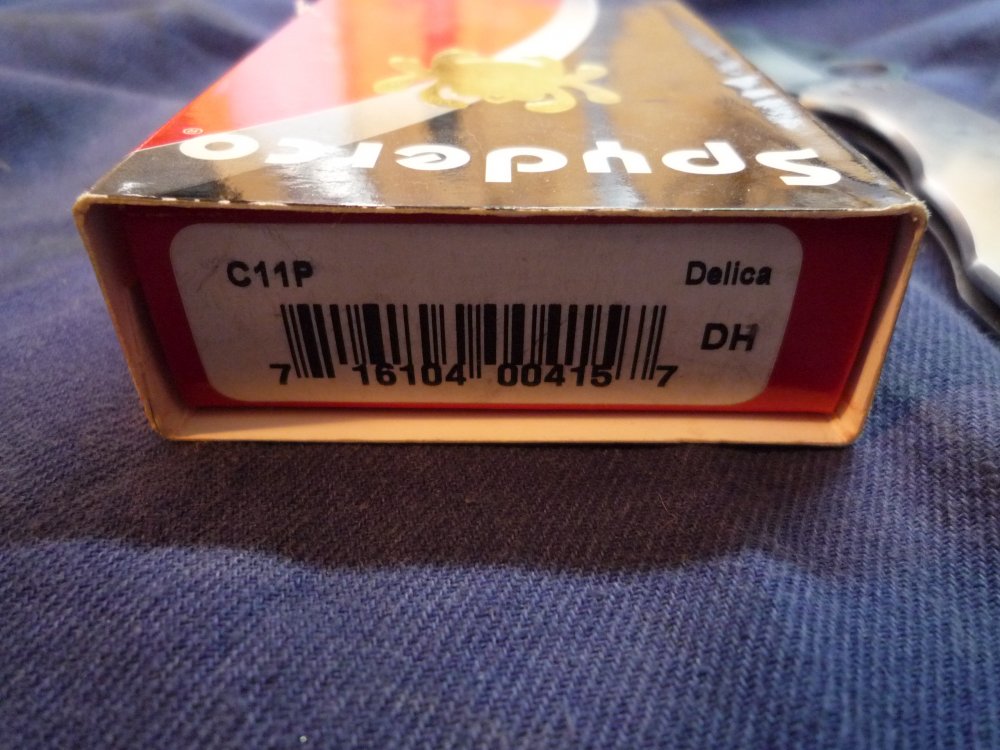 Spyderco®
C11P
Delica
DH
7 16104 00415 7